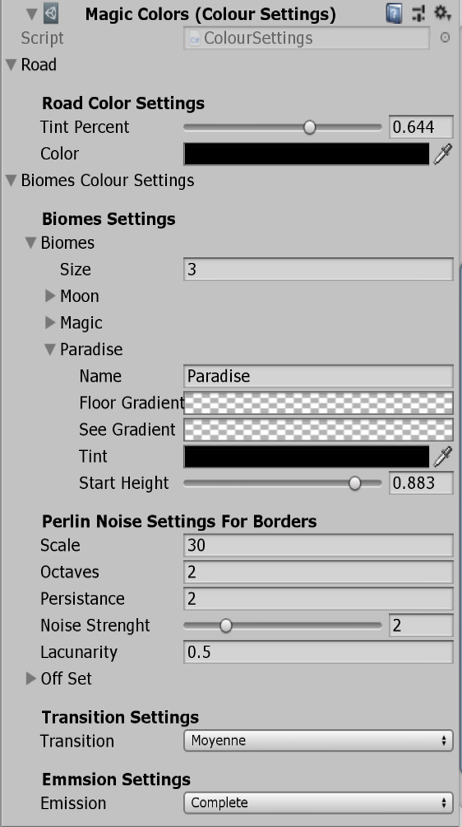 Magic Colors (Colour Settings)
Script ColourSettings
Road
Road Color Settings
Tint Percent 0.644
Color
Biomes Colour Settings
Biomes Settings
Biomes
Size 3
Moon
Magic
Paradise
Name Paradise
Floor Gradient
See Gradient
Tint
Start Height 0.883
Perlin Noise Settings For Borders
Scale 30
Octaves 2
Persistance 2
Noise Strenght 2
Lacunarity 0.5
Off Set
Transition Settings
Transition Moyenne
Emmsion Settings
Emission Complete